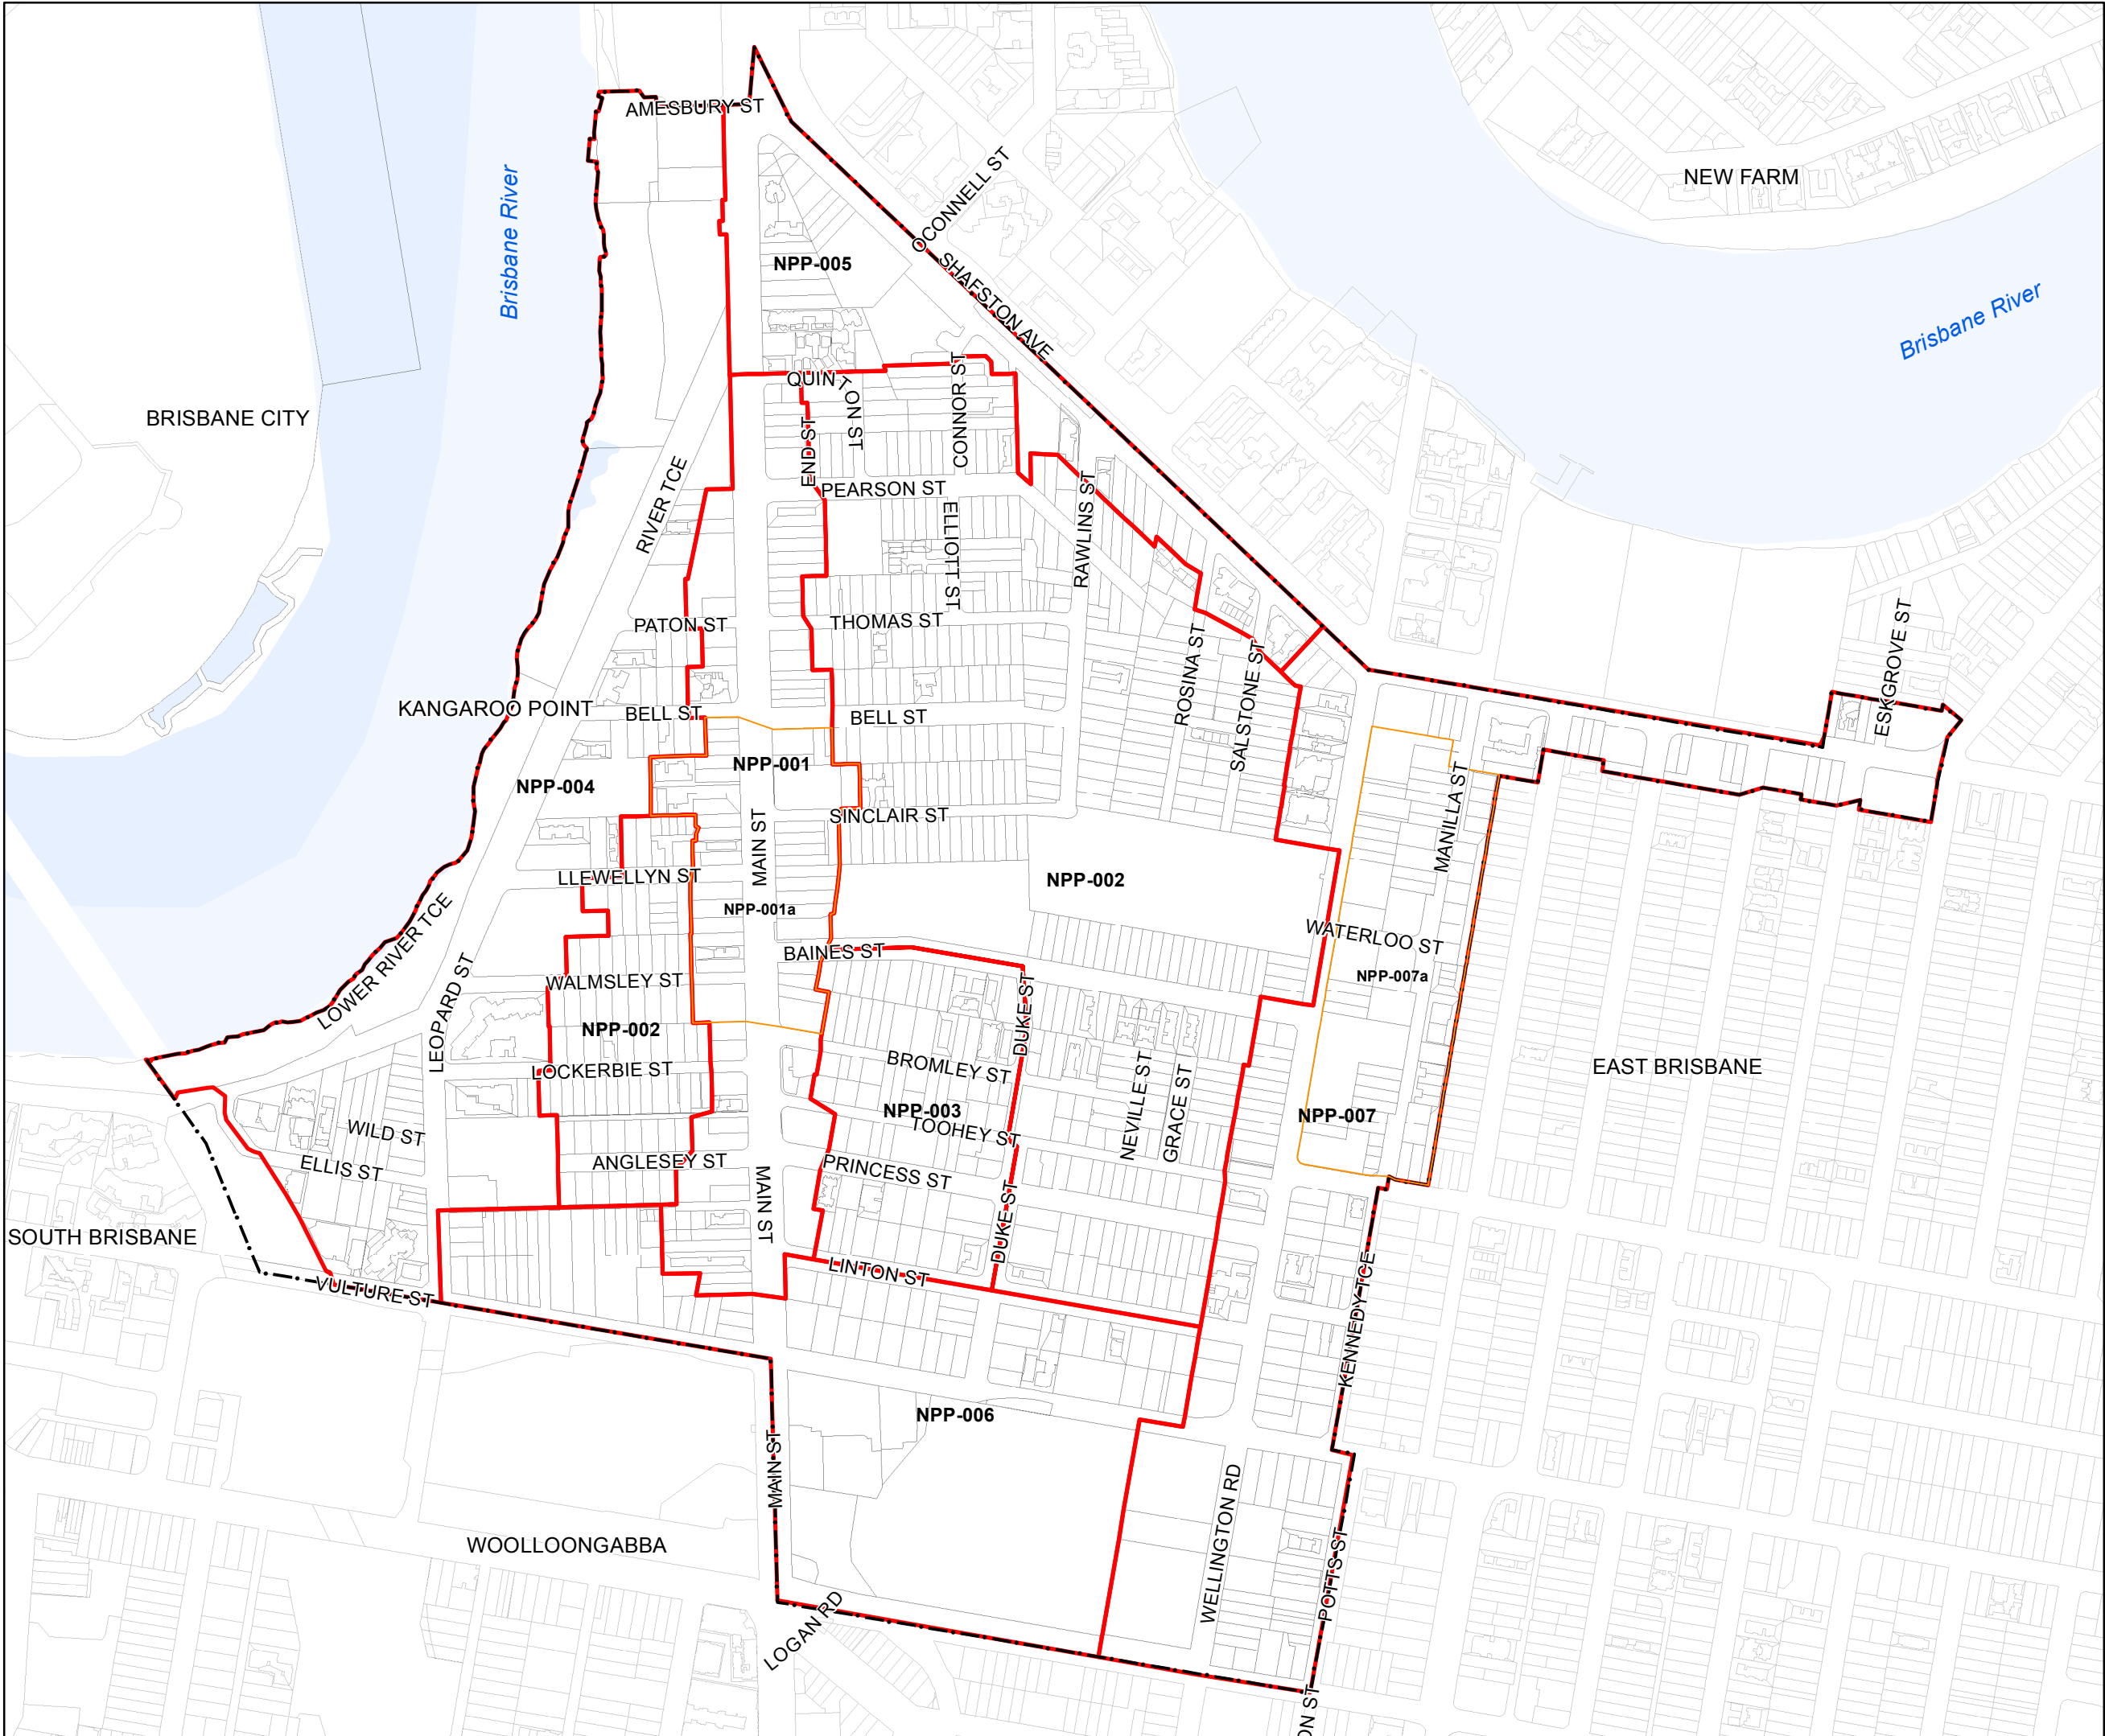 AMESBURY ST
Brisbane River
NEW FARM
OCONNELL ST
NPP-005
SHAFSTON AVE
Brisbane River
QUINTON ST
CONNOR ST
BRISBANE CITY
END ST
PEARSON ST
RIVER TCE
ELLIOTT ST
RAWLINS ST
PATON ST
THOMAS ST
ROSINA ST
SALSTONE ST
ESKGROVE ST
KANGAROO POINT
BELL ST
BELL ST
NPP-001
NPP-004
MANILLA ST
SINCLAIR ST
MAIN ST
LLEWELLYN ST
NPP-002
NPP-001a
LOWER RIVER TCE
WATERLOO ST
BAINES ST
NPP-007a
LEOPARD ST
WALMSLEY ST
DUKE ST
NPP-002
BROMLEY ST
LOCKERBIE ST
EAST BRISBANE
NEVILLE ST
GRACE ST
NPP-003
NPP-007
WILD ST
TOOHEY ST
ELLIS ST
ANGLESEY ST
PRINCESS ST
MAIN ST
DUKE ST
SOUTH BRISBANE
LINTON ST
VULTURE ST
KENNEDY TCE
NPP-006
MAIN ST
WELLINGTON RD
WOOLLOONGABBA
POTTS ST
LOGAN RD
ON ST